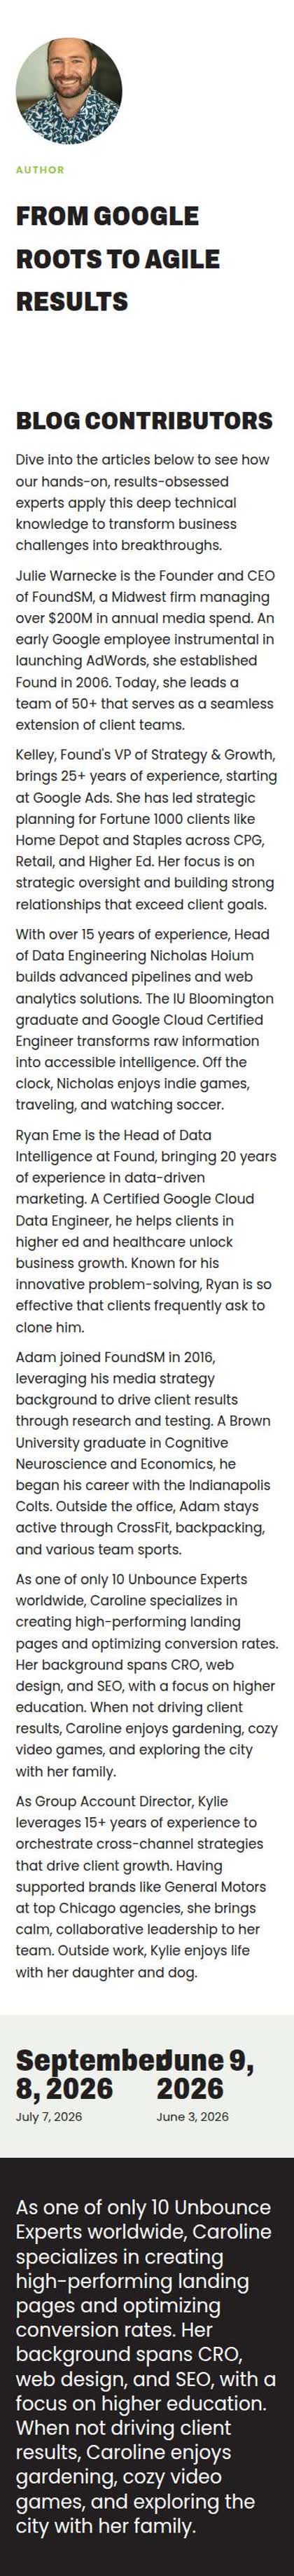 AUTHOR
FROM GOOGLE
ROOTS TO AGILE
RESULTS
BLOG CONTRIBUTORS
Dive into the articles below to see how
our hands-on, results-obsessed
experts apply this deep technical
knowledge to transform business
challenges into breakthroughs.
Julie Warnecke is the Founder and CEO
of FoundSM, a Midwest firm managing
over $200M in annual media spend. An
early Google employee instrumental in
launching AdWords, she established
Found in 2006. Today, she leads a
team of 50+ that serves as a seamless
extension of client teams.
Kelley, Found's VP of Strategy & Growth,
brings 25+ years of experience, starting
at Google Ads. She has led strategic
planning for Fortune 1000 clients like
Home Depot and Staples across CPG,
Retail, and Higher Ed. Her focus is on
strategic oversight and building strong
relationships that exceed client goals.
With over 15 years of experience, Head
of Data Engineering Nicholas Hoium
builds advanced pipelines and web
analytics solutions. The IU Bloomington
graduate and Google Cloud Certified
Engineer transforms raw information
into accessible intelligence. Off the
clock, Nicholas enjoys indie games,
traveling, and watching soccer.
Ryan Eme is the Head of Data
Intelligence at Found, bringing 20 years
of experience in data-driven
marketing. A Certified Google Cloud
Data Engineer, he helps clients in
higher ed and healthcare unlock
business growth. Known for his
innovative problem-solving, Ryan is so
effective that clients frequently ask to
clone him.
Adam joined FoundSM in 2016,
leveraging his media strategy
background to drive client results
through research and testing. A Brown
University graduate in Cognitive
Neuroscience and Economics, he
began his career with the Indianapolis
Colts. Outside the office, Adam stays
active through CrossFit, backpacking,
and various team sports.
As one of only 10 Unbounce Experts
worldwide, Caroline specializes in
creating high-performing landing
pages and optimizing conversion rates.
Her background spans CRO, web
design, and SEO, with a focus on higher
education. When not driving client
results, Caroline enjoys gardening, cozy
video games, and exploring the city
with her family.
As Group Account Director, Kylie
leverages 15+ years of experience to
orchestrate cross-channel strategies
that drive client growth. Having
supported brands like General Motors
at top Chicago agencies, she brings
calm, collaborative leadership to her
team. Outside work, Kylie enjoys life
with her daughter and dog.
September
8, 2026
July 7, 2026
June 9,
2026
June 3, 2026
As one of only 10 Unbounce
Experts worldwide, Caroline
specializes in creating
high-performing landing
pages and optimizing
conversion rates. Her
background spans CRO,
web design, and SEO, with a
focus on higher education.
When not driving client
results, Caroline enjoys
gardening, cozy video
games, and exploring the
city with her family.